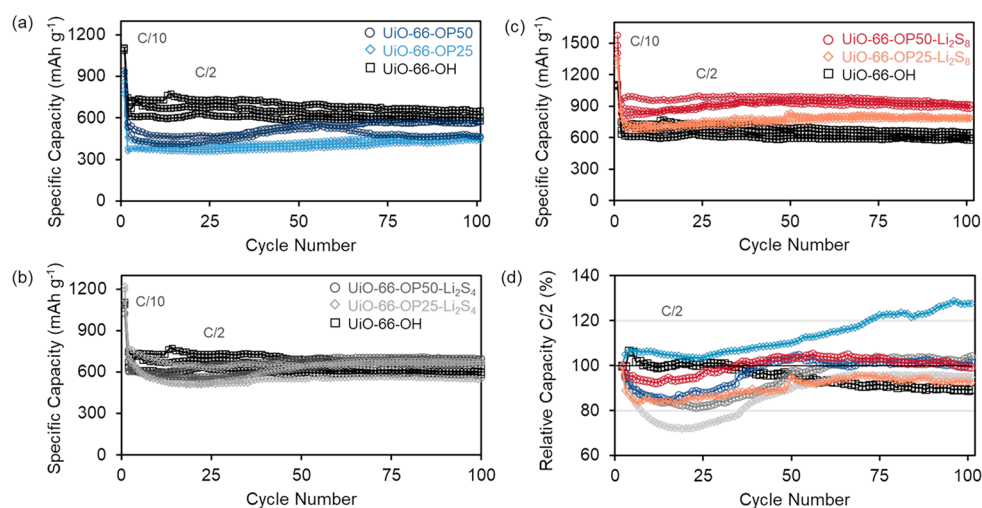 (a)
1200
900
600
300
0
Specific Capacity (mAh g⁻¹)
C/10
C/2
UiO-66-OP50
UiO-66-OP25
UiO-66-OH
0 25 50 75 100
Cycle Number
(b)
1200
900
600
300
0
Specific Capacity (mAh g⁻¹)
C/10
C/2
UiO-66-OP50-Li₂S₄
UiO-66-OP25-Li₂S₄
UiO-66-OH
0 25 50 75 100
Cycle Number
(c)
1500
1200
900
600
300
0
Specific Capacity (mAh g⁻¹)
C/10
C/2
UiO-66-OP50-Li₂S₈
UiO-66-OP25-Li₂S₈
UiO-66-OH
0 25 50 75 100
Cycle Number
(d)
140
120
100
80
60
Relative Capacity C/2 (%)
C/2
0 25 50 75 100
Cycle Number